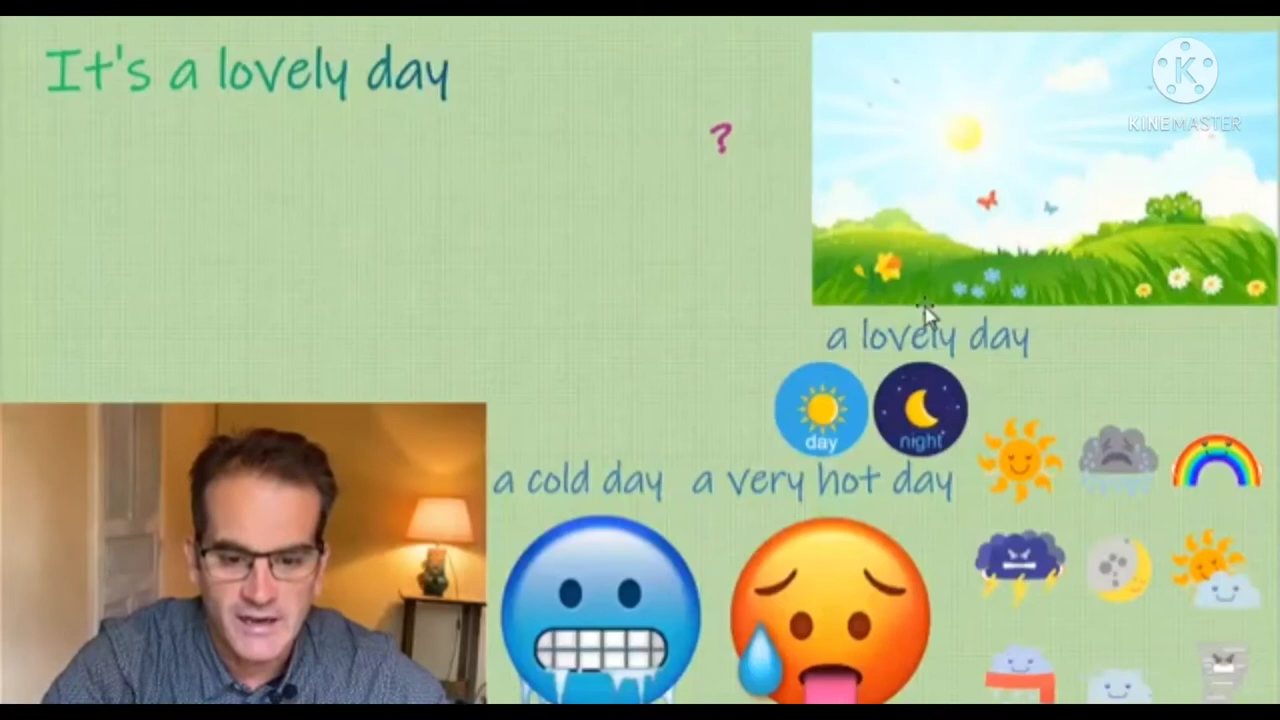 It's a lovely day
KINEMASTER
?
a lovely day
day
night
a cold day
a very hot day